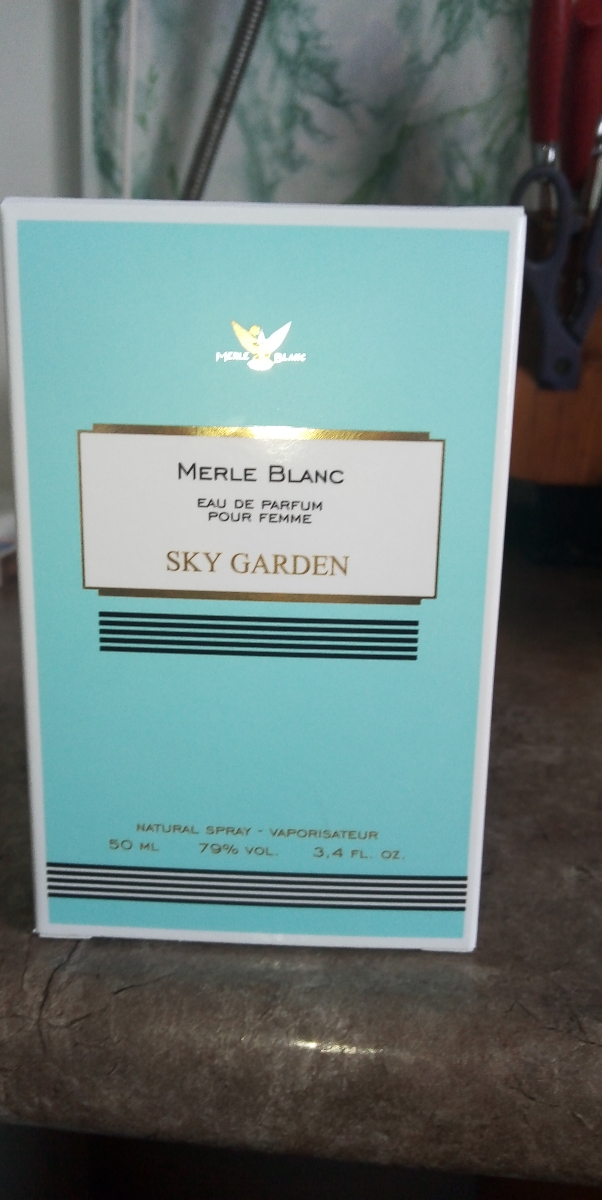 MERLE BLANC
MERLE BLANC
EAU DE PARFUM
POUR FEMME
SKY GARDEN
NATURAL SPRAY - VAPORISATEUR
50 ML 79% VOL. 3,4 FL. OZ.